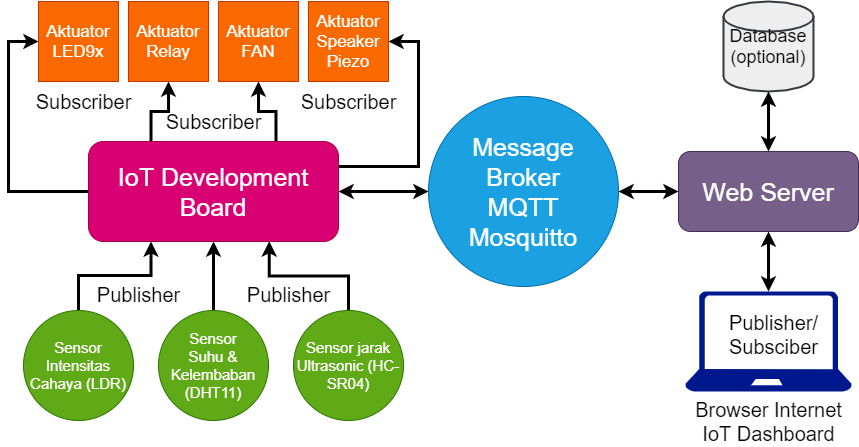 Aktuator
LED9x
Aktuator
Relay
Aktuator
FAN
Aktuator
Speaker
Piezo
Database
(optional)
Subscriber
Subscriber
Subscriber
IoT Development
Board
Message
Broker
MQTT
Mosquitto
Web Server
Publisher
Publisher
Sensor
Intensitas
Cahaya (LDR)
Sensor
Suhu &
Kelembaban
(DHT11)
Sensor jarak
Ultrasonic (HC-
SR04)
Publisher/
Subsciber
Browser Internet
IoT Dashboard